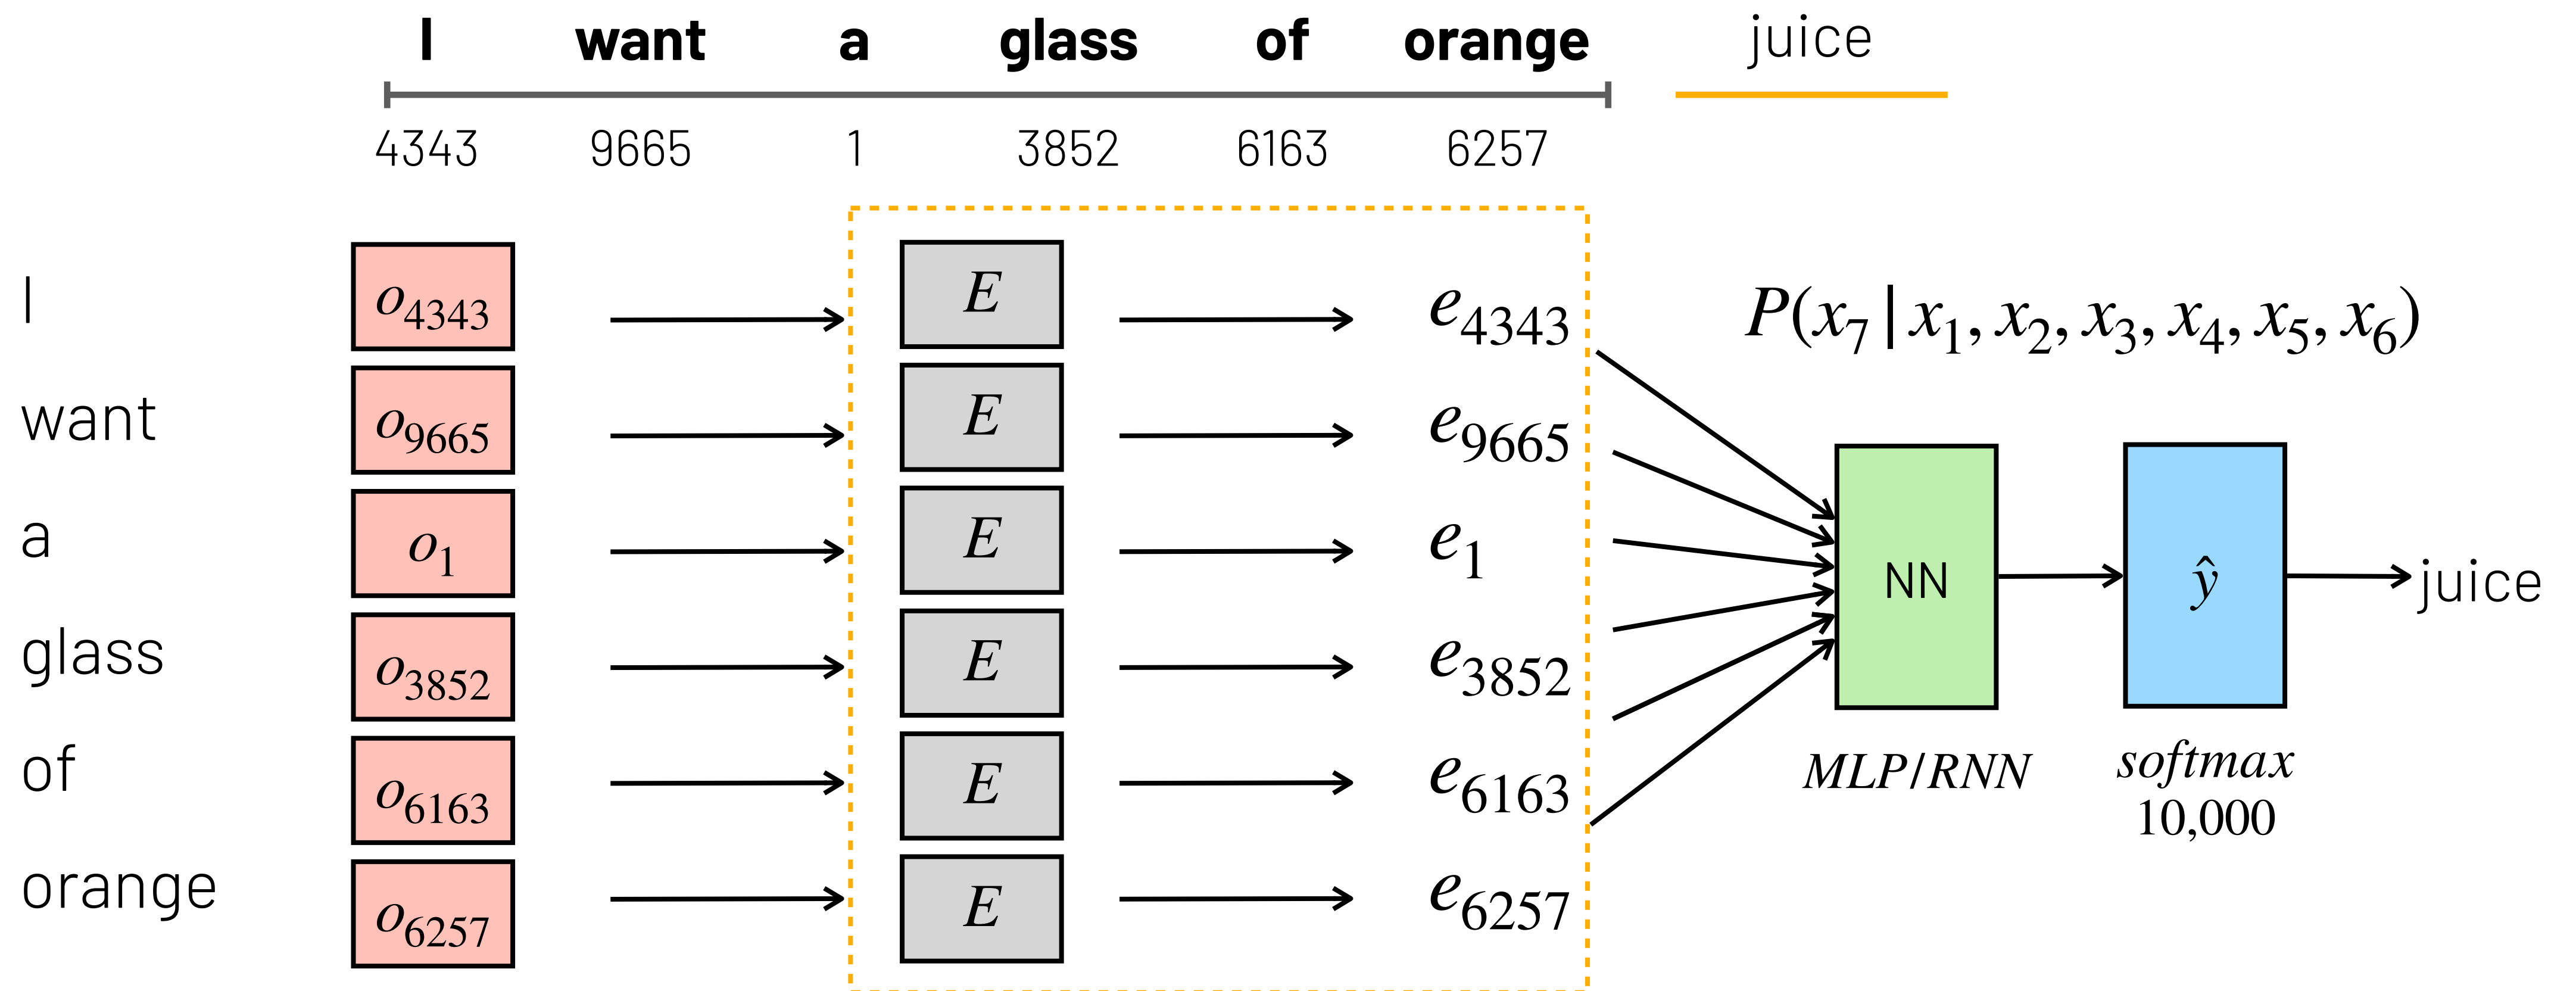 I want a glass of orange juice
4343 9665 1 3852 6163 6257
I o4343 E e4343 P(x7 | x1, x2, x3, x4, x5, x6)
want o9665 E e9665
a o1 E e1
NN ŷ juice
glass o3852 E e3852
of o6163 E e6163
MLP/RNN softmax
10,000
orange o6257 E e6257